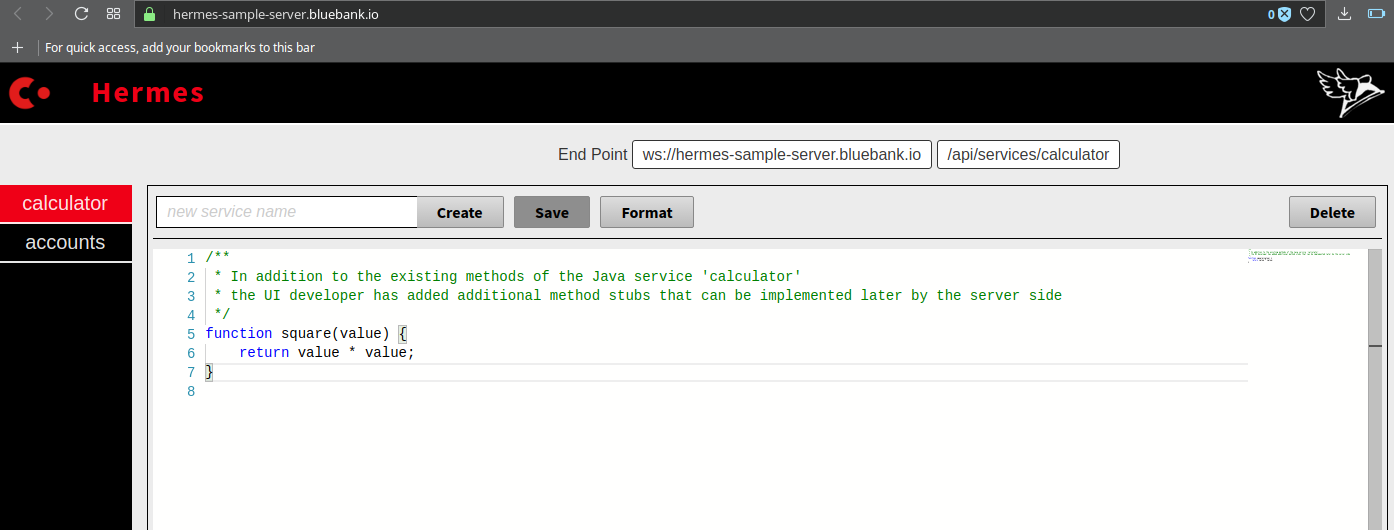 hermes-sample-server.bluebank.io
0
For quick access, add your bookmarks to this bar
Hermes
End Point ws://hermes-sample-server.bluebank.io /api/services/calculator
calculator
accounts
new service name Create Save Format Delete
1 /**
2 * In addition to the existing methods of the Java service 'calculator'
3 * the UI developer has added additional method stubs that can be implemented later by the server side
4 */
5 function square(value) {
6 return value * value;
7 }
8